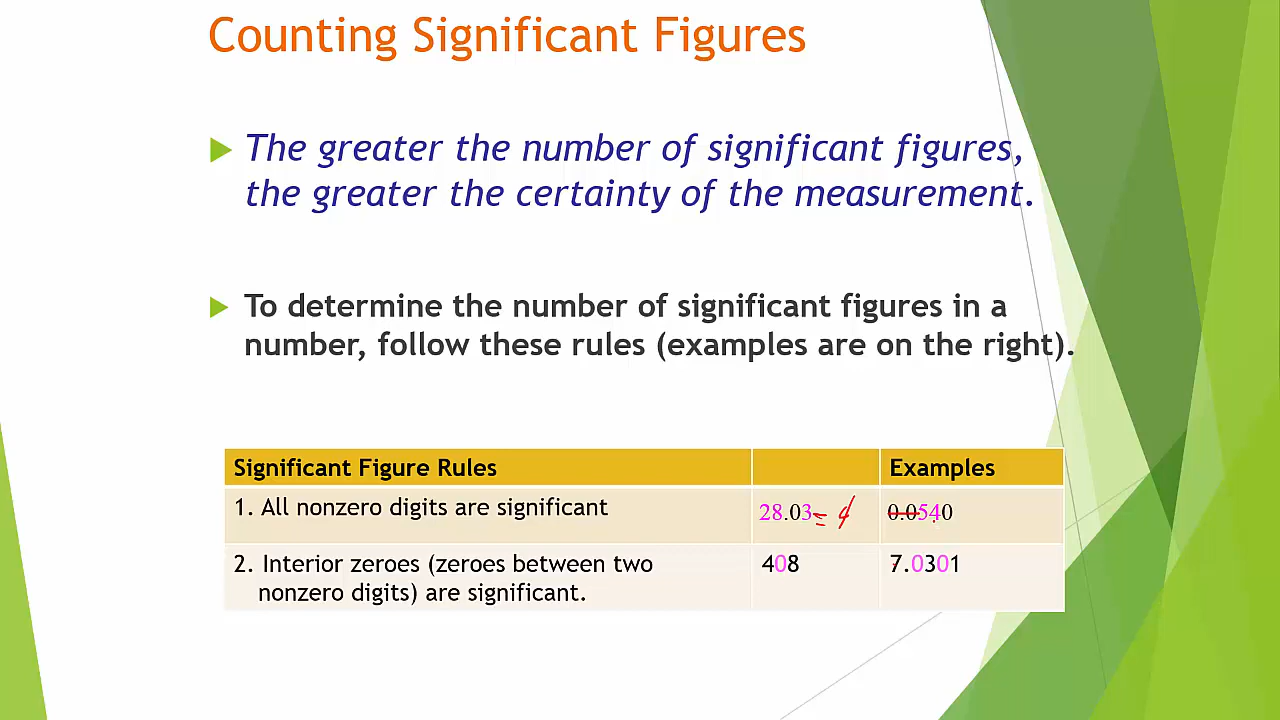 Counting Significant Figures
The greater the number of significant figures,
the greater the certainty of the measurement.
To determine the number of significant figures in a
number, follow these rules (examples are on the right).
Significant Figure Rules Examples
1. All nonzero digits are significant 28.03 = 4 0.0540
2. Interior zeroes (zeroes between two 408 7.0301
nonzero digits) are significant.